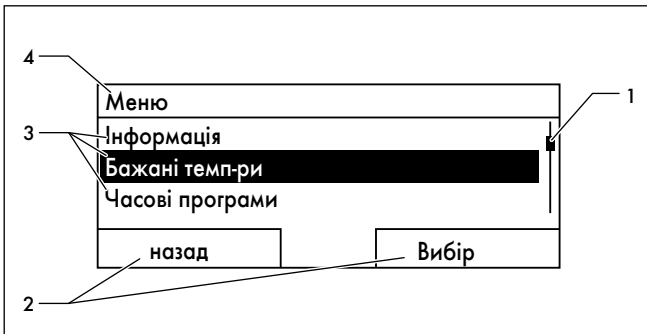 4
Меню
1
3
Інформація
Бажані темп-ри
Часові програми
назад Вибір
2